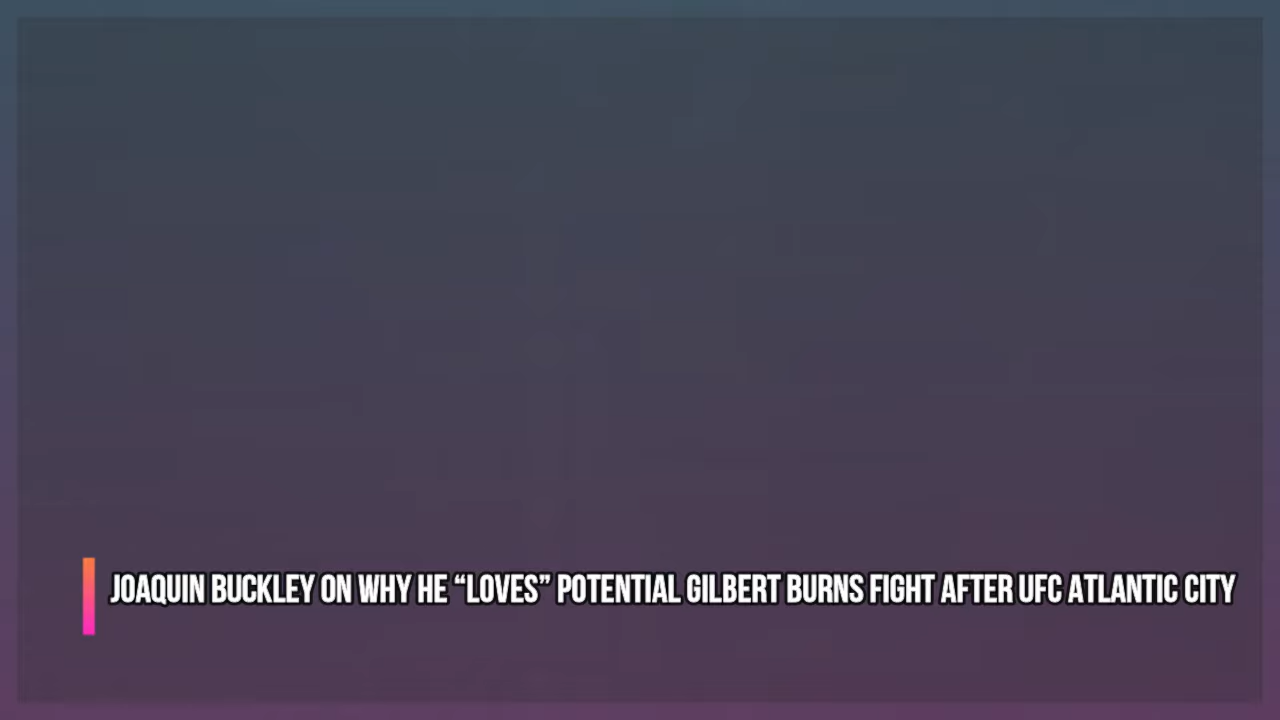 JOAQUIN BUCKLEY ON WHY HE “LOVES” POTENTIAL GILBERT BURNS FIGHT AFTER UFC ATLANTIC CITY